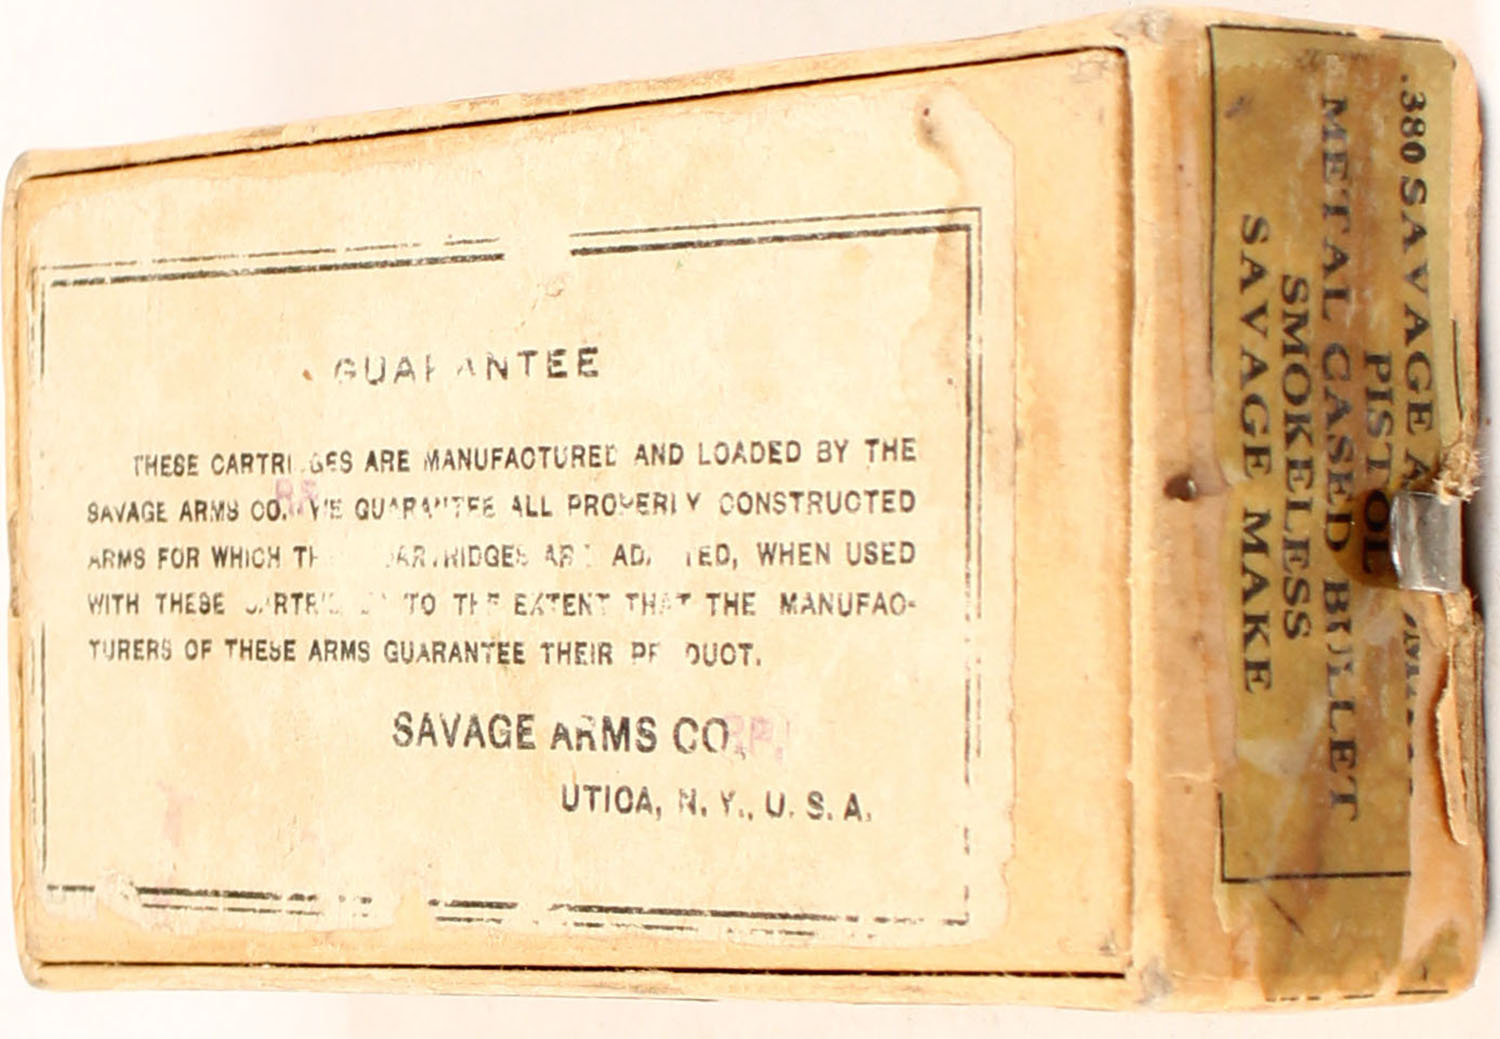 GUARANTEE
THESE CARTRIDGES ARE MANUFACTURED AND LOADED BY THE
SAVAGE ARMS CO. WE GUARANTEE ALL PROPERLY CONSTRUCTED
ARMS FOR WHICH THESE CARTRIDGES ARE ADAPTED, WHEN USED
WITH THESE CARTRIDGES TO THE EXTENT THAT THE MANUFAC-
TURERS OF THESE ARMS GUARANTEE THEIR PRODUCT.
SAVAGE ARMS CORP.
UTICA, N. Y., U. S. A.
.380 SAVAGE
PISTOL
METAL CASED BULLET
SMOKELESS
SAVAGE MAKE